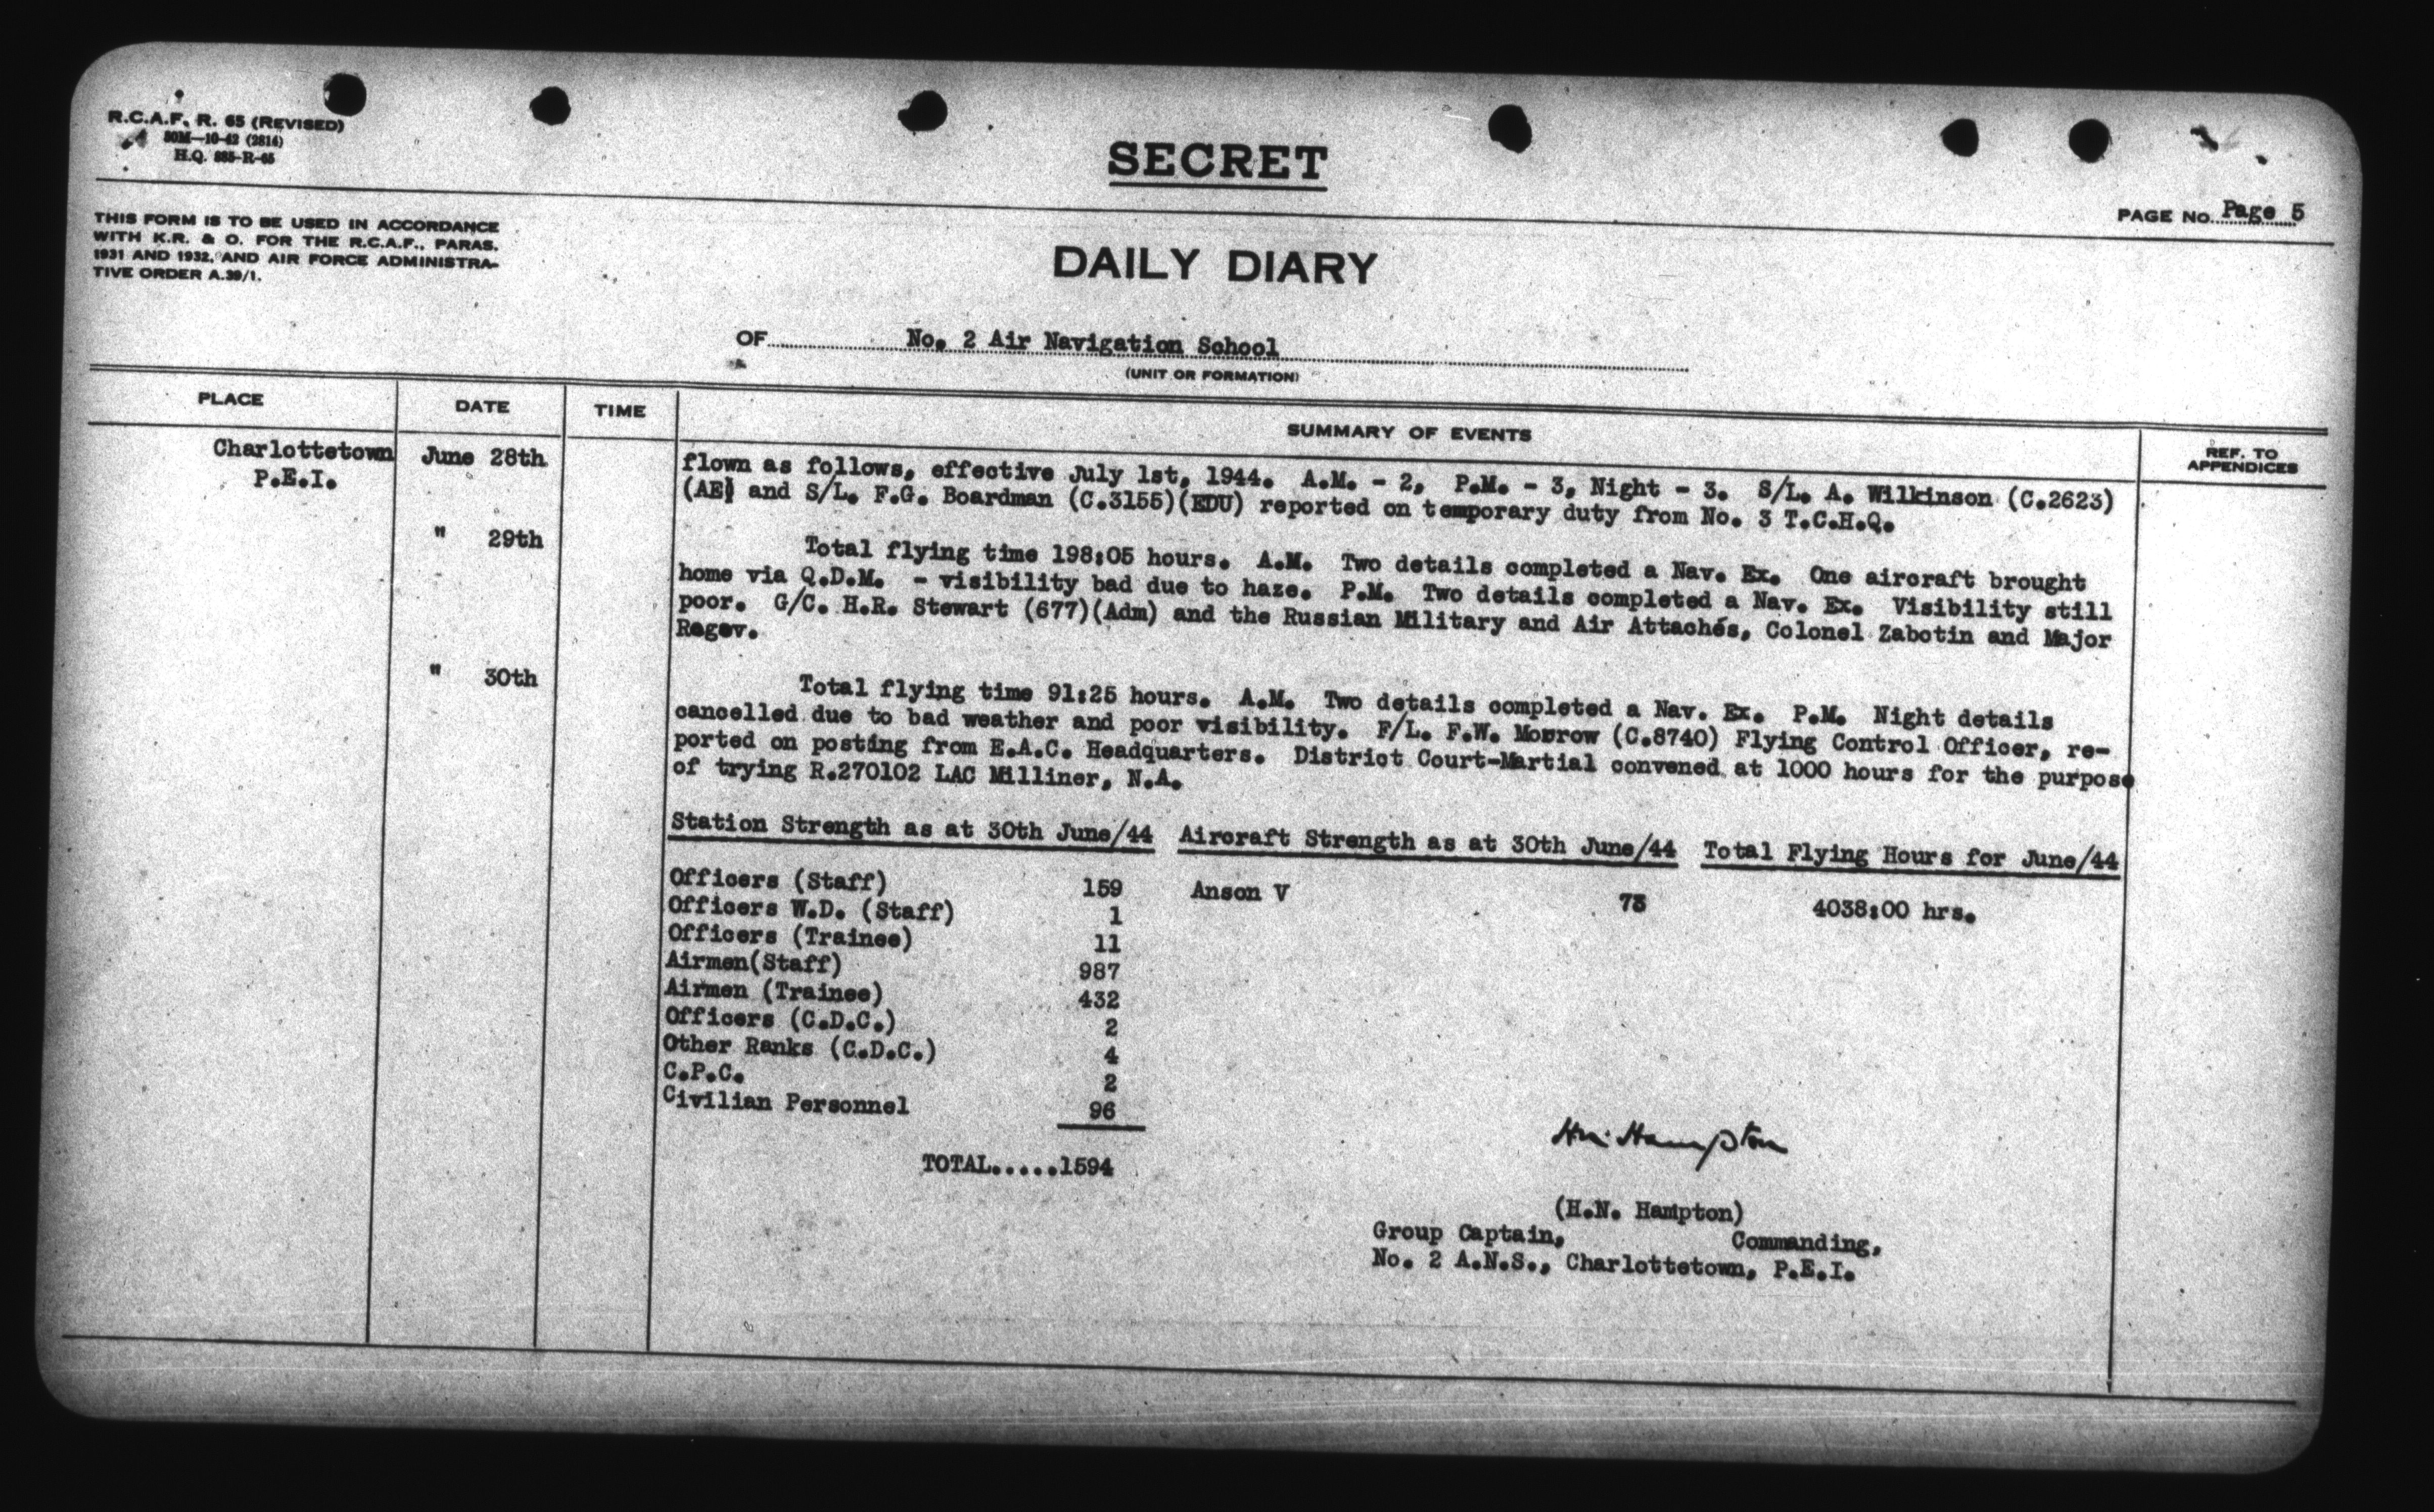 R.C.A.F. R. 65 (REVISED)
50M—10-42 (2814)
H.Q. 885-R-65
SECRET
PAGE No. Page 5
THIS FORM IS TO BE USED IN ACCORDANCE
WITH K.R. & O. FOR THE R.C.A.F., PARAS.
1931 AND 1932, AND AIR FORCE ADMINISTRA-
TIVE ORDER A.39/1.
DAILY DIARY
OF No. 2 Air Navigation School
(UNIT OR FORMATION)
PLACE DATE TIME SUMMARY OF EVENTS REF. TO
APPENDICES
Charlottetown June 28th flown as follows, effective July 1st, 1944. A.M. - 2, P.M. - 3, Night - 3. S/L. A. Wilkinson (C.2623)
P.E.I. (AE) and S/L. F.G. Boardman (C.3155)(EDU) reported on temporary duty from No. 3 T.C.H.Q.
" 29th Total flying time 198:05 hours. A.M. Two details completed a Nav. Ex. One aircraft brought
home via Q.D.M. - visibility bad due to haze. P.M. Two details completed a Nav. Ex. Visibility still
poor. G/C. H.R. Stewart (677)(Adm) and the Russian Military and Air Attachés, Colonel Zabotin and Major
Rogov.
" 30th Total flying time 91:25 hours. A.M. Two details completed a Nav. Ex. P.M. Night details
cancelled due to bad weather and poor visibility. F/L. F.W. Morrow (C.8740) Flying Control Officer, re-
ported on posting from E.A.C. Headquarters. District Court-Martial convened at 1000 hours for the purpose
of trying R.270102 LAC Milliner, N.A.
Station Strength as at 30th June/44 Aircraft Strength as at 30th June/44 Total Flying Hours for June/44
Officers (Staff) 159 Anson V 73 4038:00 hrs.
Officers W.D. (Staff) 1
Officers (Trainee) 11
Airmen(Staff) 987
Airmen (Trainee) 432
Officers (C.D.C.) 2
Other Ranks (C.D.C.) 4
C.P.C. 2
Civilian Personnel 96
TOTAL.....1594
H.N. Hampton
(H.N. Hampton)
Group Captain, Commanding,
No. 2 A.N.S., Charlottetown, P.E.I.